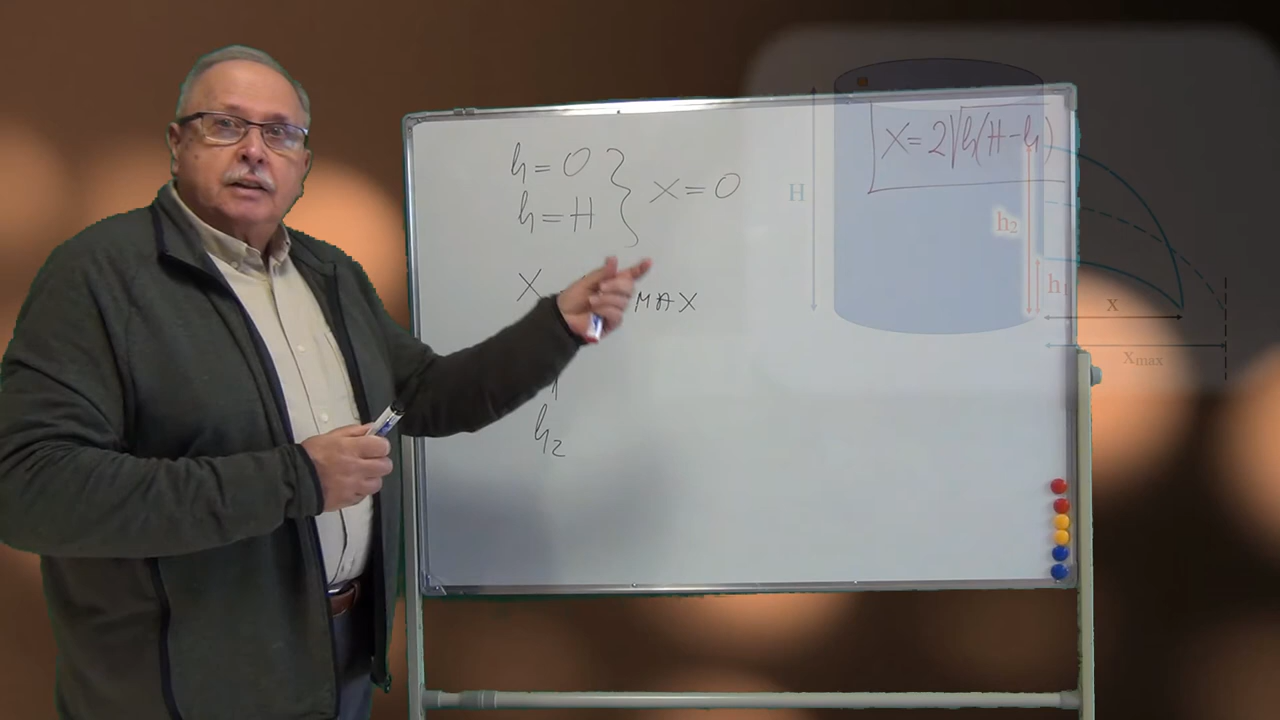 h = 0
h = H
x = 0
X = 2√h(H-h)
X
MAX
h₂
H
h₂
h₁
x
xmax